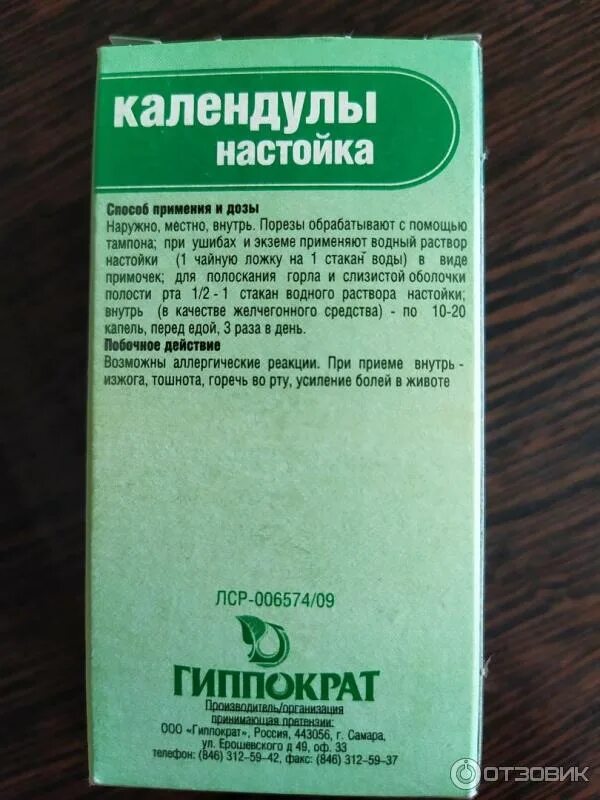 календулы
настойка
Способ примения и дозы
Наружно, местно, внутрь. Порезы обрабатывают с помощью
тампона; при ушибах и экземе применяют водный раствор
настойки (1 чайную ложку на 1 стакан воды) в виде
примочек; для полоскания горла и слизистой оболочки
полости рта 1/2 - 1 стакан водного раствора настойки;
внутрь (в качестве желчегонного средства) - по 10-20
капель, перед едой, 3 раза в день.
Побочное действие
Возможны аллергические реакции. При приеме внутрь -
изжога, тошнота, горечь во рту, усиление болей в животе
ЛСР-006574/09
ГИППОКРАТ
Производитель/организация
принимающая претензии:
ООО «Гиппократ», Россия, 443056, г. Самара,
ул. Ерошевского д 49, оф. 33
телефон: (846) 312-59-42, факс: (846) 312-59-37
ОТЗОВИК